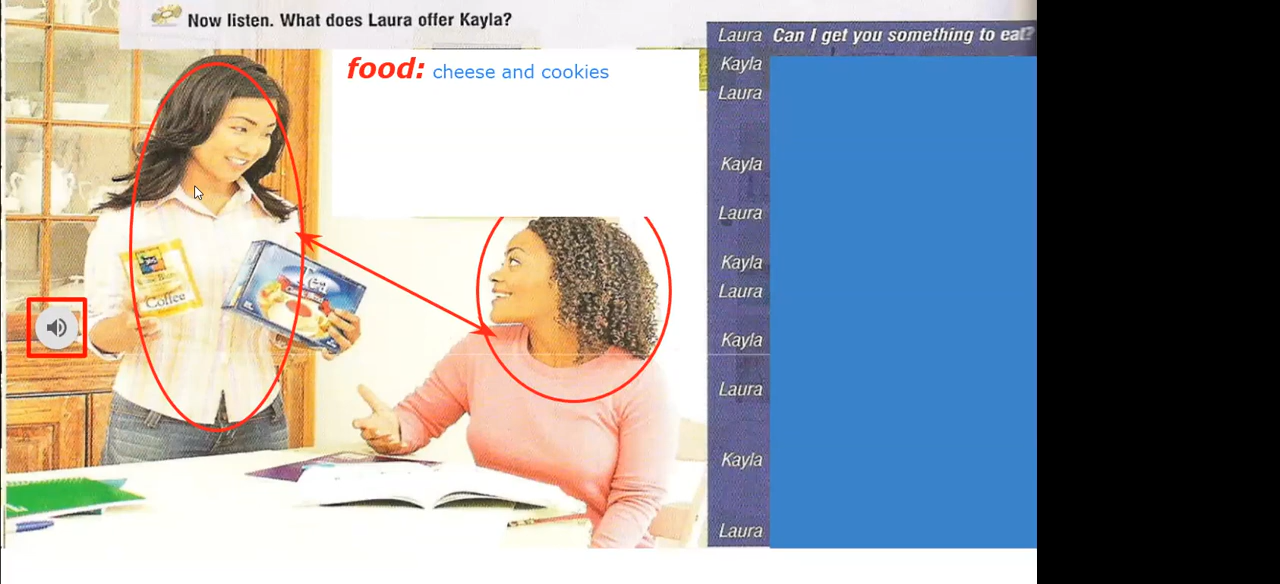 Now listen. What does Laura offer Kayla?
food: cheese and cookies
Coffee
Laura Can I get you something to eat?
Kayla
Laura
Kayla
Laura
Kayla
Laura
Kayla
Laura
Kayla
Laura